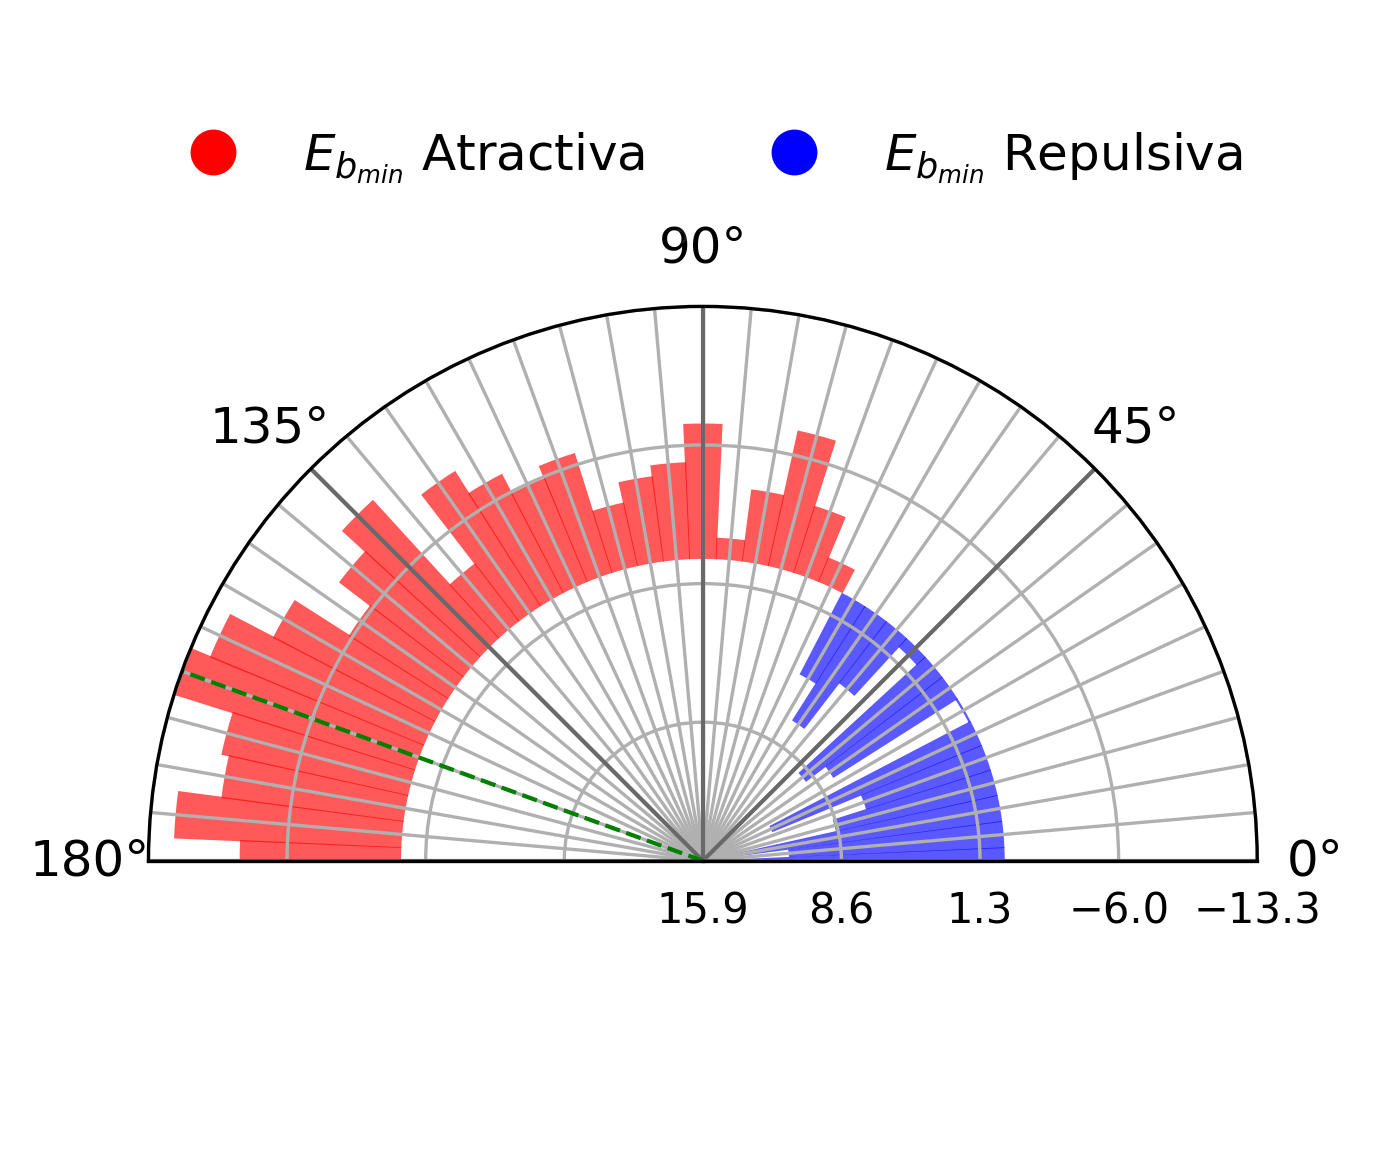 E_{b_{min}} Atractiva E_{b_{min}} Repulsiva
90°
135° 45°
180° 0°
15.9 8.6 1.3 −6.0 −13.3